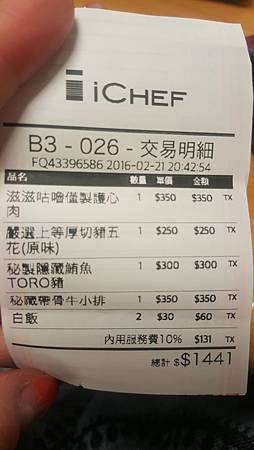 iCHEF
B3 - 026 - 交易明細
FQ43396586 2016-02-21 20:42:54
品名 數量 單價 金額
滋滋咕嚕僅製護心 1 $350 $350 TX
肉
嚴選上等厚切豬五 1 $250 $250 TX
花(原味)
秘製隱藏鮪魚 1 $300 $300 TX
TORO豬
秘藏帶骨牛小排 1 $350 $350 TX
白飯 2 $30 $60 TX
內用服務費10% $131 TX
總計 $$1441